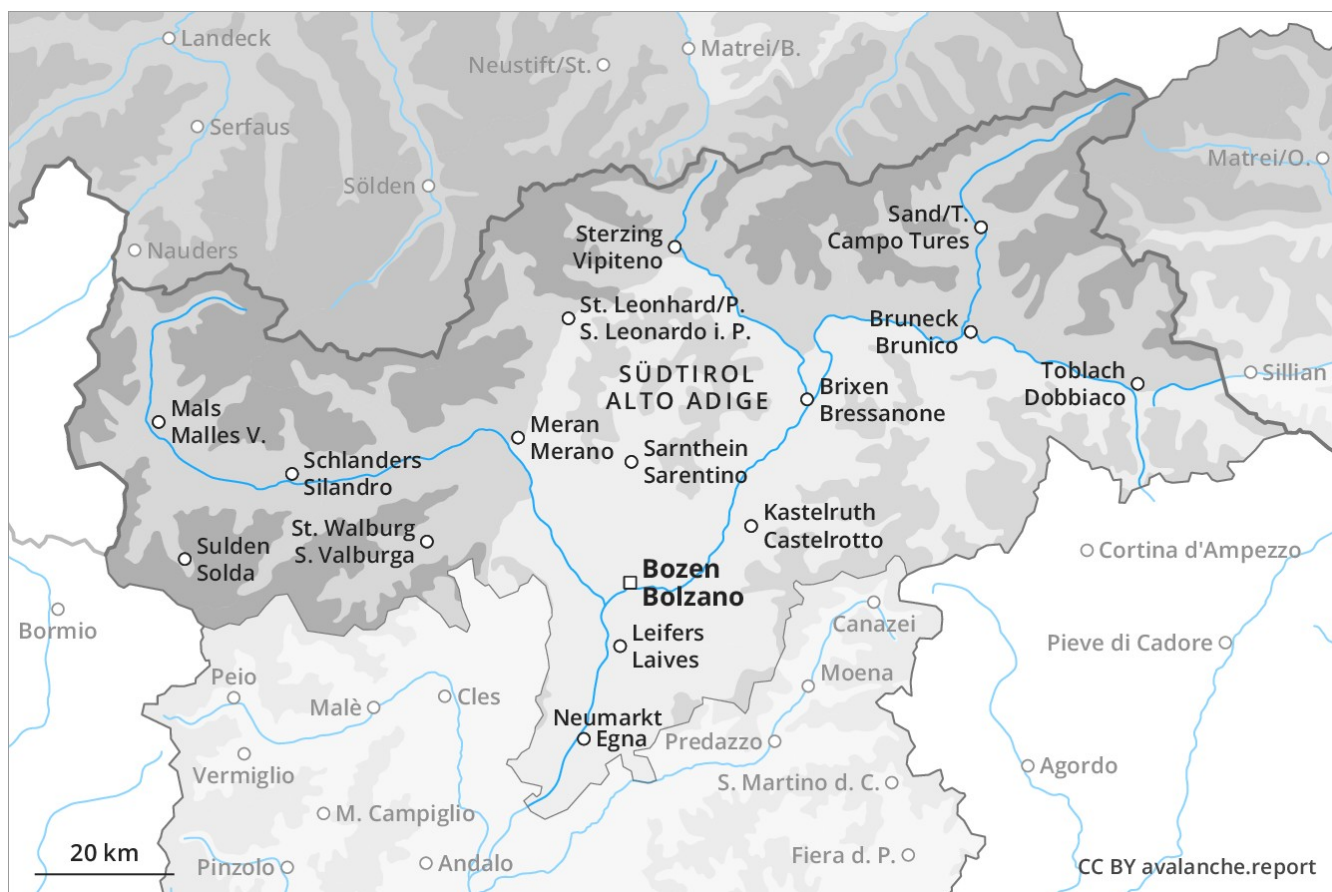 Landeck
Matrei/B.
Neustift/St.
Serfaus
Matrei/O.
Sölden
Sand/T.
Campo Tures
Sterzing
Vipiteno
Nauders
St. Leonhard/P.
S. Leonardo i. P.
Bruneck
Brunico
SÜDTIROL
ALTO ADIGE
Toblach
Dobbiaco
Sillian
Brixen
Bressanone
Mals
Malles V.
Meran
Merano
Sarnthein
Sarentino
Schlanders
Silandro
Kastelruth
Castelrotto
St. Walburg
S. Valburga
Sulden
Solda
Cortina d'Ampezzo
Bozen
Bolzano
Bormio
Canazei
Leifers
Laives
Pieve di Cadore
Peio
Moena
Malè
Cles
Neumarkt
Egna
Predazzo
Vermiglio
Agordo
S. Martino d. C.
M. Campiglio
20 km
Pinzolo
Andalo
Fiera d. P.
CC BY avalanche.report